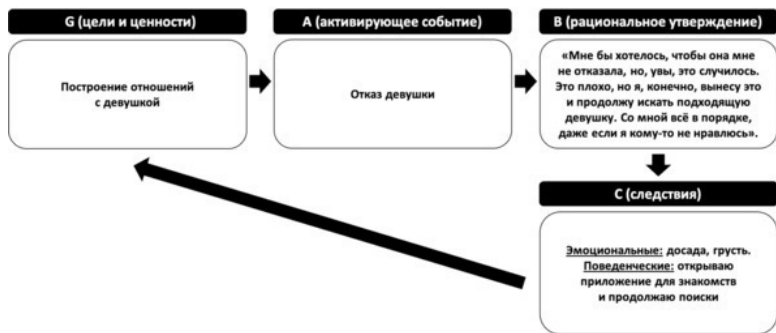 G (цели и ценности)
Построение отношений
с девушкой
A (активирующее событие)
Отказ девушки
B (рациональное утверждение)
«Мне бы хотелось, чтобы она мне
не отказала, но, увы, это случилось.
Это плохо, но я, конечно, вынесу это
и продолжу искать подходящую
девушку. Со мной всё в порядке,
даже если я кому-то не нравлюсь».
C (следствия)
Эмоциональные: досада, грусть.
Поведенческие: открываю
приложение для знакомств
и продолжаю поиски